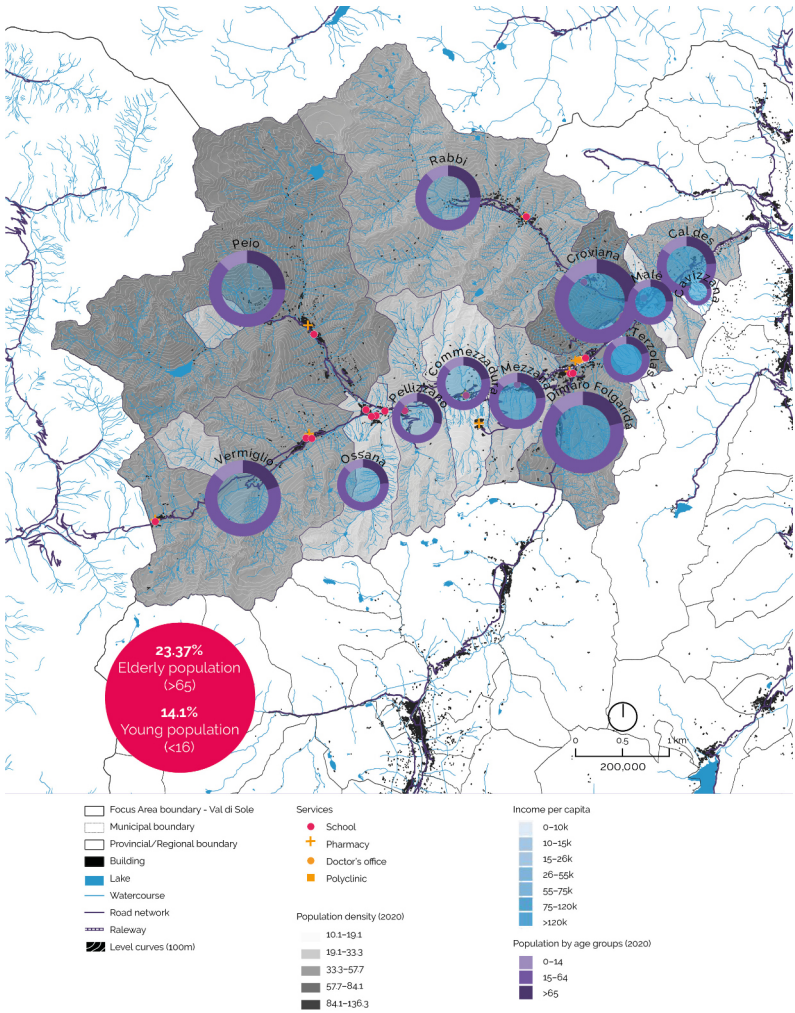 Rabbi
Peio
Croviana
Cal des
Malé
Cavizzana
Terzolas
Commezzadura
Mezzana
Pellizzano
Dimaro Folgarida
Vermiglio
Ossana
23.37%
Elderly population
(>65)
14.1%
Young population
(<16)
0 0.5 1 km
200,000
Focus Area boundary - Val di Sole
Municipal boundary
Provincial/Regional boundary
Building
Lake
Watercourse
Road network
Raleway
Level curves (100m)
Services
School
Pharmacy
Doctor's office
Polyclinic
Population density (2020)
10.1–19.1
19.1–33.3
33.3–57.7
57.7–84.1
84.1–136.3
Income per capita
0–10k
10–15k
15–26k
26–55k
55–75k
75–120k
>120k
Population by age groups (2020)
0–14
15–64
>65